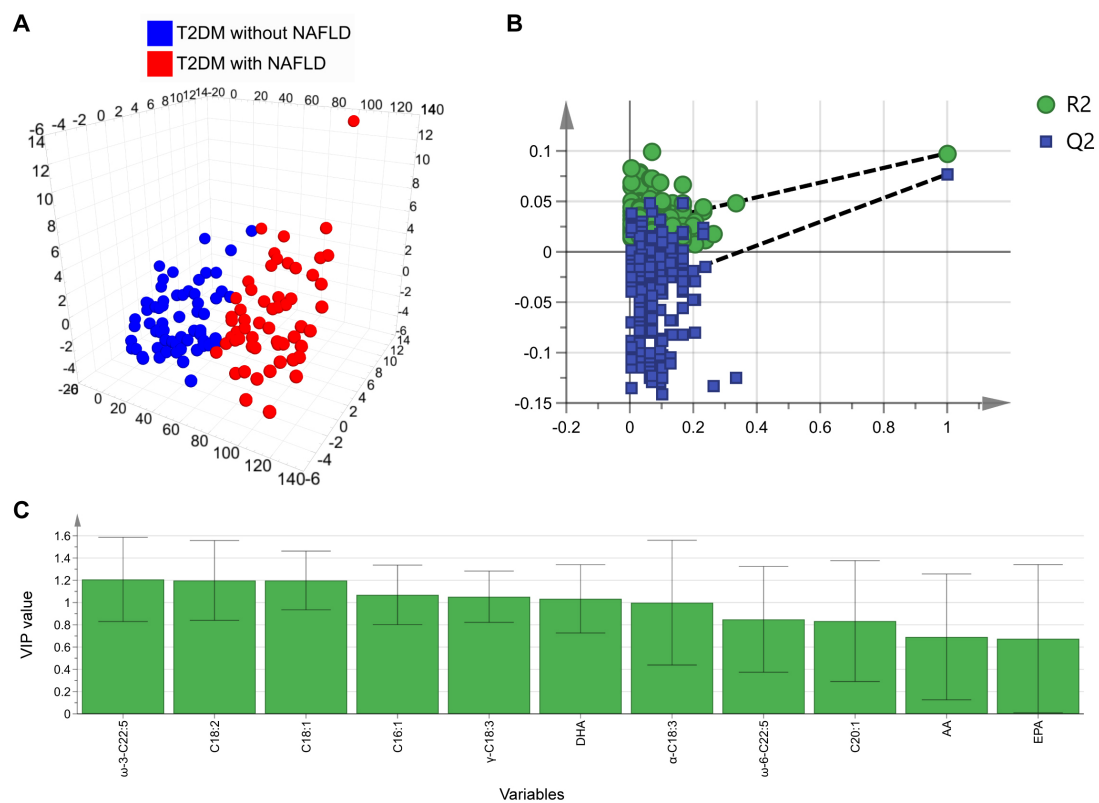 A
T2DM without NAFLD
T2DM with NAFLD
-6 -4 -2 0 2 4 6 8 10 12 14
-20 0 20 40 60 80 100 120 140
14
12
10
8
6
4
2
0
-2
-4
14
12
10
8
6
4
2
0
-2
-4
-6
-20 0 20 40 60 80 100 120 140
-6 -4 -2 0 2 4 6 8 10 12 14
B
R2
Q2
0.1
0.05
0
-0.05
-0.1
-0.15
-0.2 0 0.2 0.4 0.6 0.8 1
C
VIP value
1.6
1.4
1.2
1
0.8
0.6
0.4
0.2
0
ω-3-C22:5
C18:2
C18:1
C16:1
γ-C18:3
DHA
α-C18:3
ω-6-C22:5
C20:1
AA
EPA
Variables